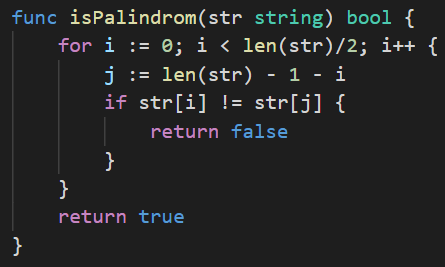 func isPalindrom(str string) bool {
    for i := 0; i < len(str)/2; i++ {
        j := len(str) - 1 - i
        if str[i] != str[j] {
            return false
        }
    }
    return true
}